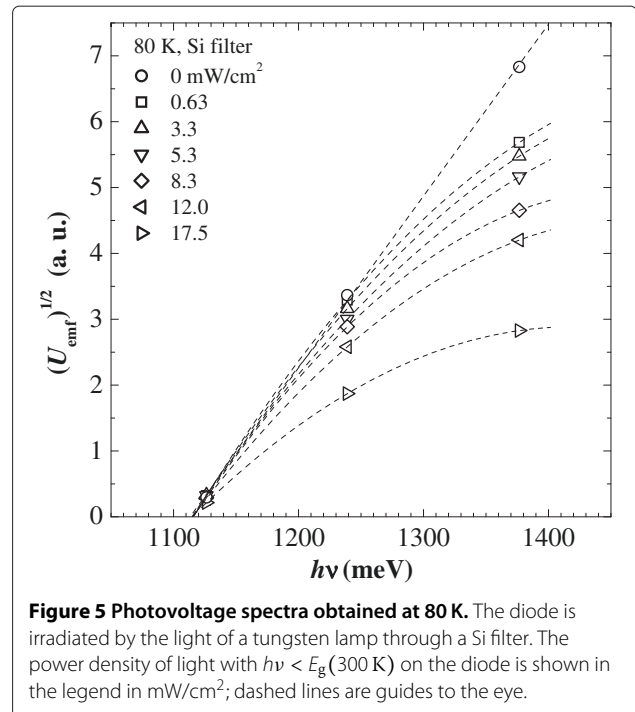 80 K, Si filter
0 mW/cm²
0.63
3.3
5.3
8.3
12.0
17.5
7
6
5
4
3
2
1
0
(U_emf)^1/2 (a. u.)
1100 1200 1300 1400
hν (meV)
Figure 5 Photovoltage spectra obtained at 80 K. The diode is
irradiated by the light of a tungsten lamp through a Si filter. The
power density of light with hν < E_g(300 K) on the diode is shown in
the legend in mW/cm²; dashed lines are guides to the eye.